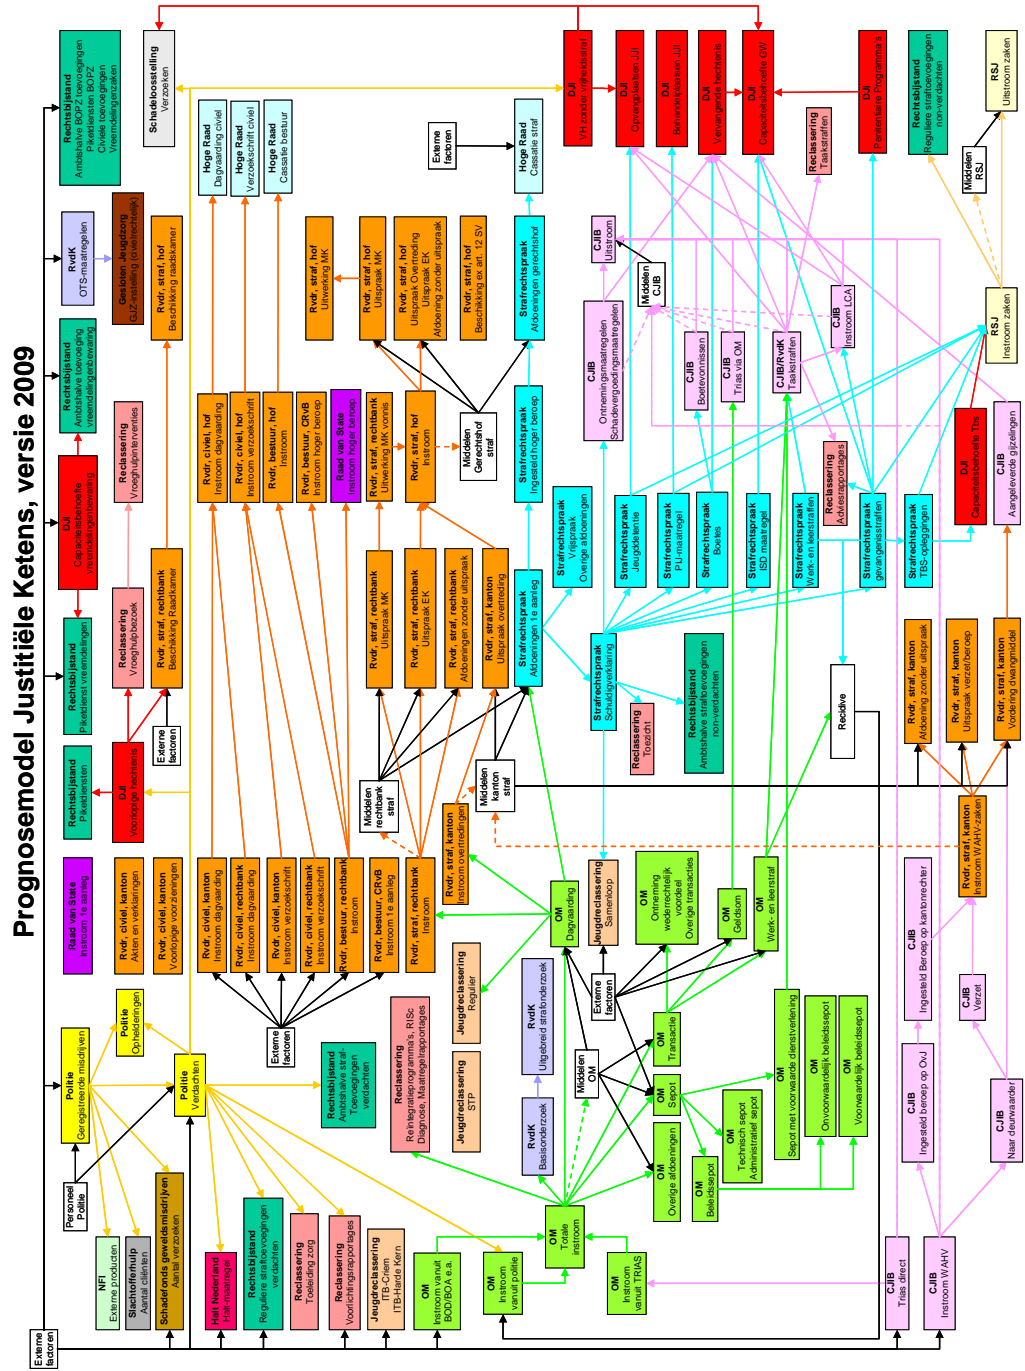 Prognosemodel Justitiële Ketens, versie 2009
Externe
factoren
NFI
Externe producten
Slachtofferhulp
Aantal cliënten
Schadefonds geweldsmisdrijven
Aantal verzoeken
Halt Nederland
Halt-maatregel
Rechtsbijstand
Reguliere straftoevoegingen
verdachten
Reclassering
Toeleiding zorg
Reclassering
Voorlichtingsrapportages
Jeugdreclassering
ITB-Criem
ITB-Harde Kern
OM
Instroom vanuit
BOD/BOA e.a.
OM
Instroom
vanuit politie
OM
Instroom
vanuit TRIAS
CJIB
Trias direct
CJIB
Instroom WAHV
Personeel
Politie
Politie
Geregistreerde misdrijven
Politie
Ophelderingen
Politie
Verdachten
Externe
factoren
Rechtsbijstand
Ambtshalve straf-
Toevoegingen
verdachten
Reclassering
Reïntegratieprogramma's, RISc
Diagnose, Maatregelrapportages
Jeugdreclassering
STP
Jeugdreclassering
Regulier
RvdK
Basisonderzoek
RvdK
Uitgebreid strafonderzoek
OM
Totale
instroom
Middelen
OM
Externe
factoren
OM
Overige afdoeningen
OM
Sepot
OM
Transactie
OM
Beleidssepot
OM
Technisch sepot
Administratief sepot
OM
Sepot met voorwaarde dienstverlening
OM
Onvoorwaardelijk beleidssepot
OM
Voorwaardelijk beleidssepot
CJIB
Ingesteld beroep op OvJ
CJIB
Ingesteld Beroep op kantonrechter
CJIB
Verzet
CJIB
Naar deurwaarder
Raad van State
Instroom 1e aanleg
Rvdr, civiel, kanton
Akten en verklaringen
Rvdr, civiel, kanton
Voorlopige voorzieningen
Rvdr, civiel, kanton
Instroom dagvaarding
Rvdr, civiel, rechtbank
Instroom dagvaarding
Rvdr, civiel, kanton
Instroom verzoekschrift
Rvdr, civiel, rechtbank
Instroom verzoekschrift
Rvdr, bestuur, rechtbank
Instroom
Rvdr, bestuur, CRvB
Instroom 1e aanleg
Rvdr, straf, rechtbank
Instroom
Rvdr, straf, kanton
Instroom overtredingen
OM
Dagvaarding
Jeugdreclassering
Samenloop
OM
Ontneming
wederrechtelijk
voordeel
Overige transacties
OM
Geldsom
OM
Werk- en leerstraf
Rvdr, straf, kanton
Instroom WAHV-zaken
Rechtsbijstand
Piketdiensten
DJI
Voorlopige hechtenis
Externe
factoren
Middelen
rechtbank
straf
Middelen
kanton
straf
Rechtsbijstand
Piketdienst vreemdelingen
Reclassering
Vroeghulpbezoek
Rvdr, straf, rechtbank
Beschikking Raadkamer
Rvdr, straf, rechtbank
Uitspraak MK
Rvdr, straf, rechtbank
Uitspraak EK
Rvdr, straf, rechtbank
Afdoeningen zonder uitspraak
Rvdr, straf, kanton
Uitspraak overtreding
Strafrechtspraak
Afdoeningen 1e aanleg
Strafrechtspraak
Vrijspraak
Overige afdoeningen
Strafrechtspraak
Schuldigverklaring
Reclassering
Toezicht
Rechtsbijstand
Ambtshalve straftoevoegingen
non-verdachten
Recidive
Rvdr, straf, kanton
Afdoening zonder uitspraak
Rvdr, straf, kanton
Uitspraak verzet/beroep
Rvdr, straf, kanton
Vordering dwangmiddel
DJI
Capaciteitsbehoefte
vreemdelingenbewaring
Reclassering
Vroeghulpinterventies
Rechtsbijstand
Ambtshalve toevoeging
vreemdelingenbewaring
Rvdr, civiel, hof
Instroom dagvaarding
Rvdr, civiel, hof
Instroom verzoekschrift
Rvdr, bestuur, hof
Instroom
Rvdr, bestuur, CRvB
Instroom hoger beroep
Raad van State
Instroom hoger beroep
Rvdr, straf, rechtbank
Uitwerking MK vonnis
Rvdr, straf, hof
Instroom
Middelen
Gerechtshof
straf
Strafrechtspraak
Ingesteld hoger beroep
Strafrechtspraak
Jeugddetentie
Strafrechtspraak
PIJ-maatregel
Strafrechtspraak
Boetes
Strafrechtspraak
ISD maatregel
Strafrechtspraak
Werk- en leerstraffen
Reclassering
Adviesrapportages
Strafrechtspraak
gevangenisstraffen
Strafrechtspraak
TBS-opleggingen
DJI
Capaciteitsbehoefte Tbs
CJIB
Aangeleverde gijzelingen
RvdK
OTS-maatregelen
Gesloten Jeugdzorg
GJZ-instelling (civielrechtelijk)
Rvdr, straf, hof
Beschikking raadskamer
Rvdr, straf, hof
Uitwerking MK
Rvdr, straf, hof
Uitspraak MK
Rvdr, straf, hof
Uitspraak Overtreding
Uitspraak EK
Afdoening zonder uitspraak
Rvdr, straf, hof
Beschikking ex art. 12 SV
Strafrechtspraak
Afdoeningen gerechtshof
CJIB
Ontnemingsmaatregelen
Schadevergoedingsmaatregelen
CJIB
Uitstroom
Middelen
CJIB
CJIB
Boetevonnissen
CJIB
Trias via OM
CJIB/RvdK
Taakstraffen
CJIB
Instroom LCA
RSJ
Instroom zaken
Rechtsbijstand
Ambtshalve BOPZ toevoegingen
Piketdiensten BOPZ
Civiele toevoegingen
Vreemdelingenzaken
Schadeloosstelling
Verzoeken
Hoge Raad
Dagvaarding civiel
Hoge Raad
Verzoekschrift civiel
Hoge Raad
Cassatie bestuur
Externe
factoren
Hoge Raad
Cassatie straf
DJI
VH zonder vrijheidsstraf
DJI
Opvangplaatsen JJI
DJI
Behandelplaatsen JJI
DJI
Vervangende hechtenis
DJI
Capaciteitsbehoefte GW
Reclassering
Taakstraffen
DJI
Penitentiaire Programma's
Rechtsbijstand
Reguliere straftoevoegingen
non-verdachten
Middelen
RSJ
RSJ
Uitstroom zaken